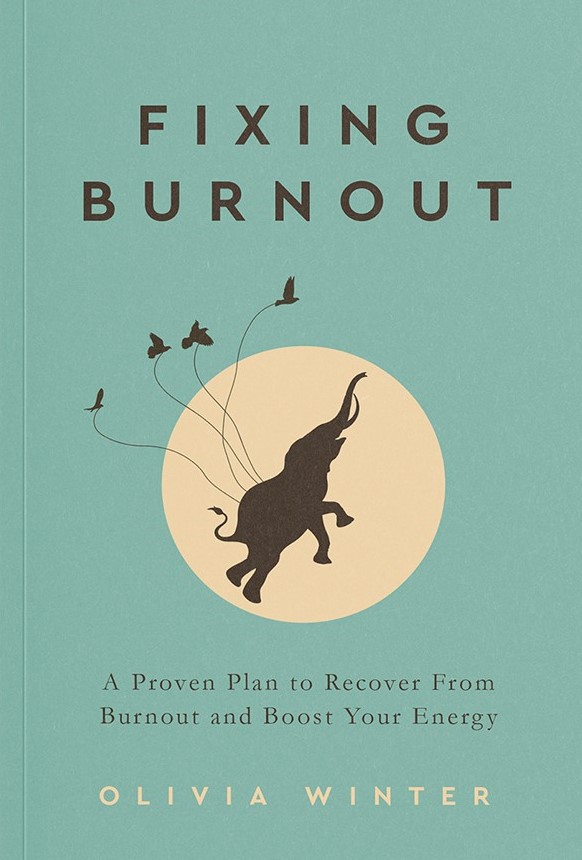 FIXING
BURNOUT
A Proven Plan to Recover From
Burnout and Boost Your Energy
OLIVIA WINTER